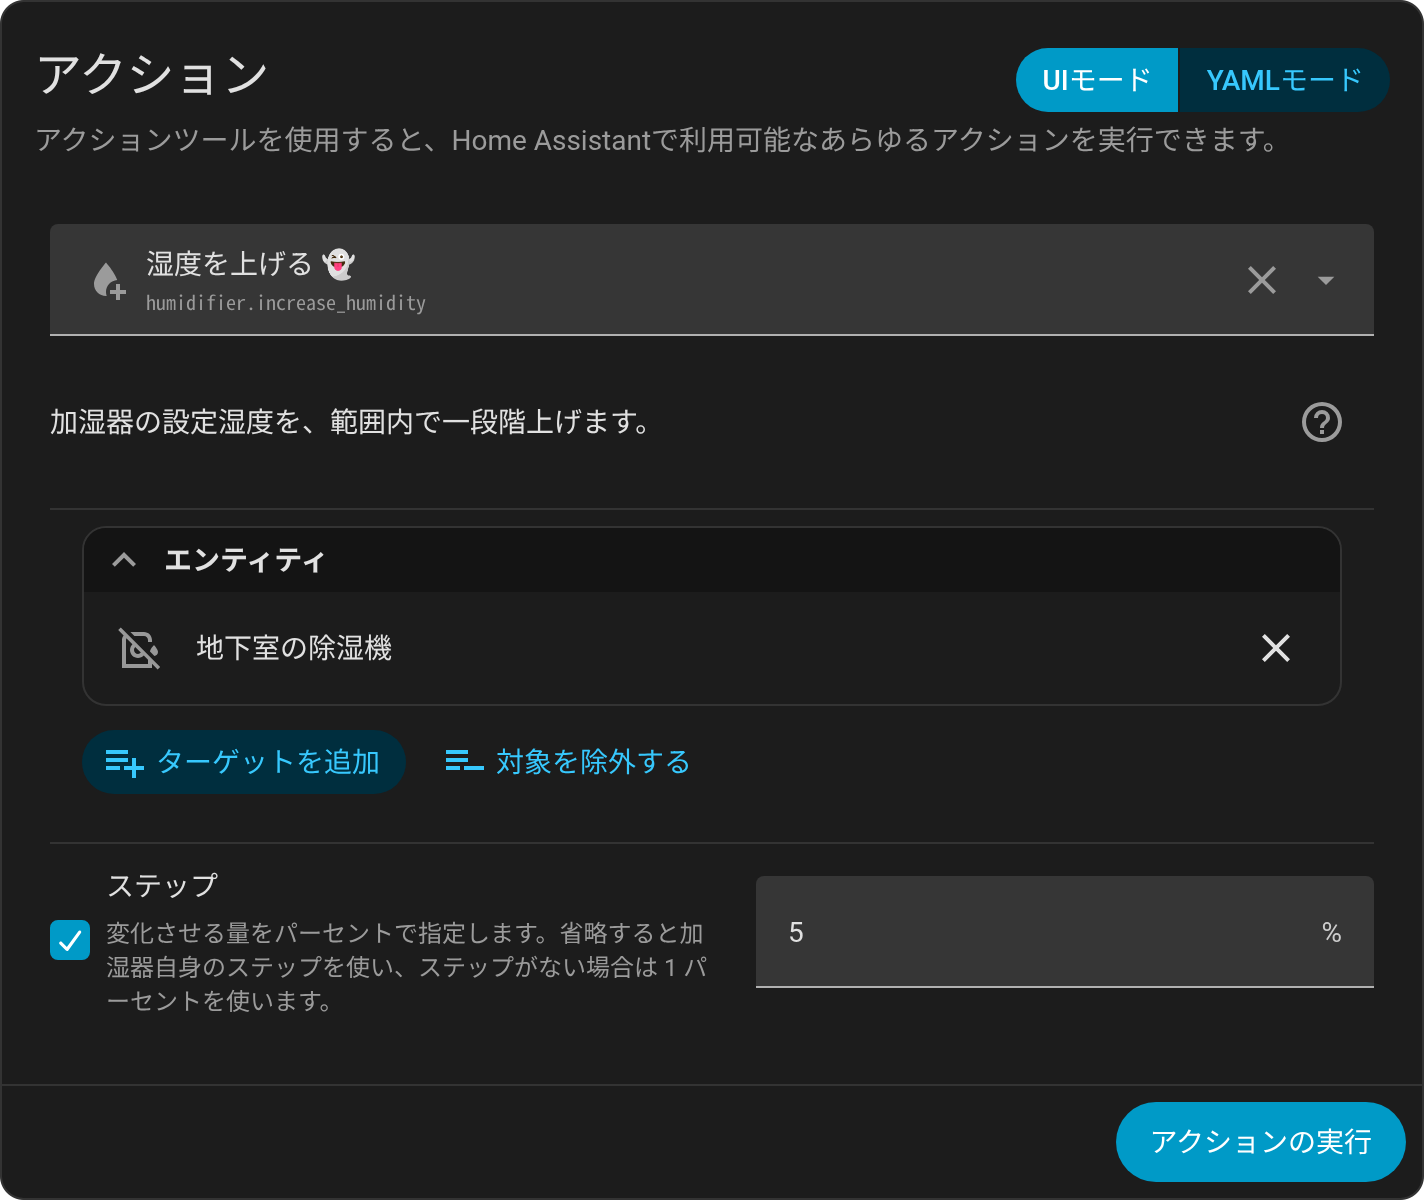 アクション
UIモード
YAMLモード
アクションツールを使用すると、Home Assistantで利用可能なあらゆるアクションを実行できます。
湿度を上げる 👻
humidifier.increase_humidity
加湿器の設定湿度を、範囲内で一段階上げます。
エンティティ
地下室の除湿機
ターゲットを追加
対象を除外する
ステップ
変化させる量をパーセントで指定します。省略すると加
湿器自身のステップを使い、ステップがない場合は 1 パ
ーセントを使います。
5
%
アクションの実行